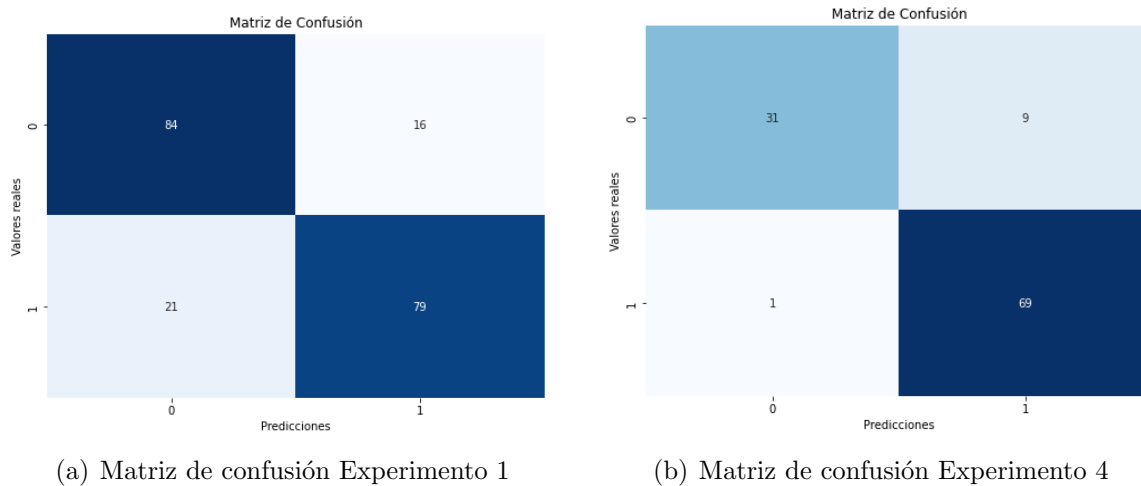 Matriz de Confusión
0
84
16
Valores reales
1
21
79
0
1
Predicciones
(a) Matriz de confusión Experimento 1
Matriz de Confusión
0
31
9
Valores reales
1
1
69
0
1
Predicciones
(b) Matriz de confusión Experimento 4